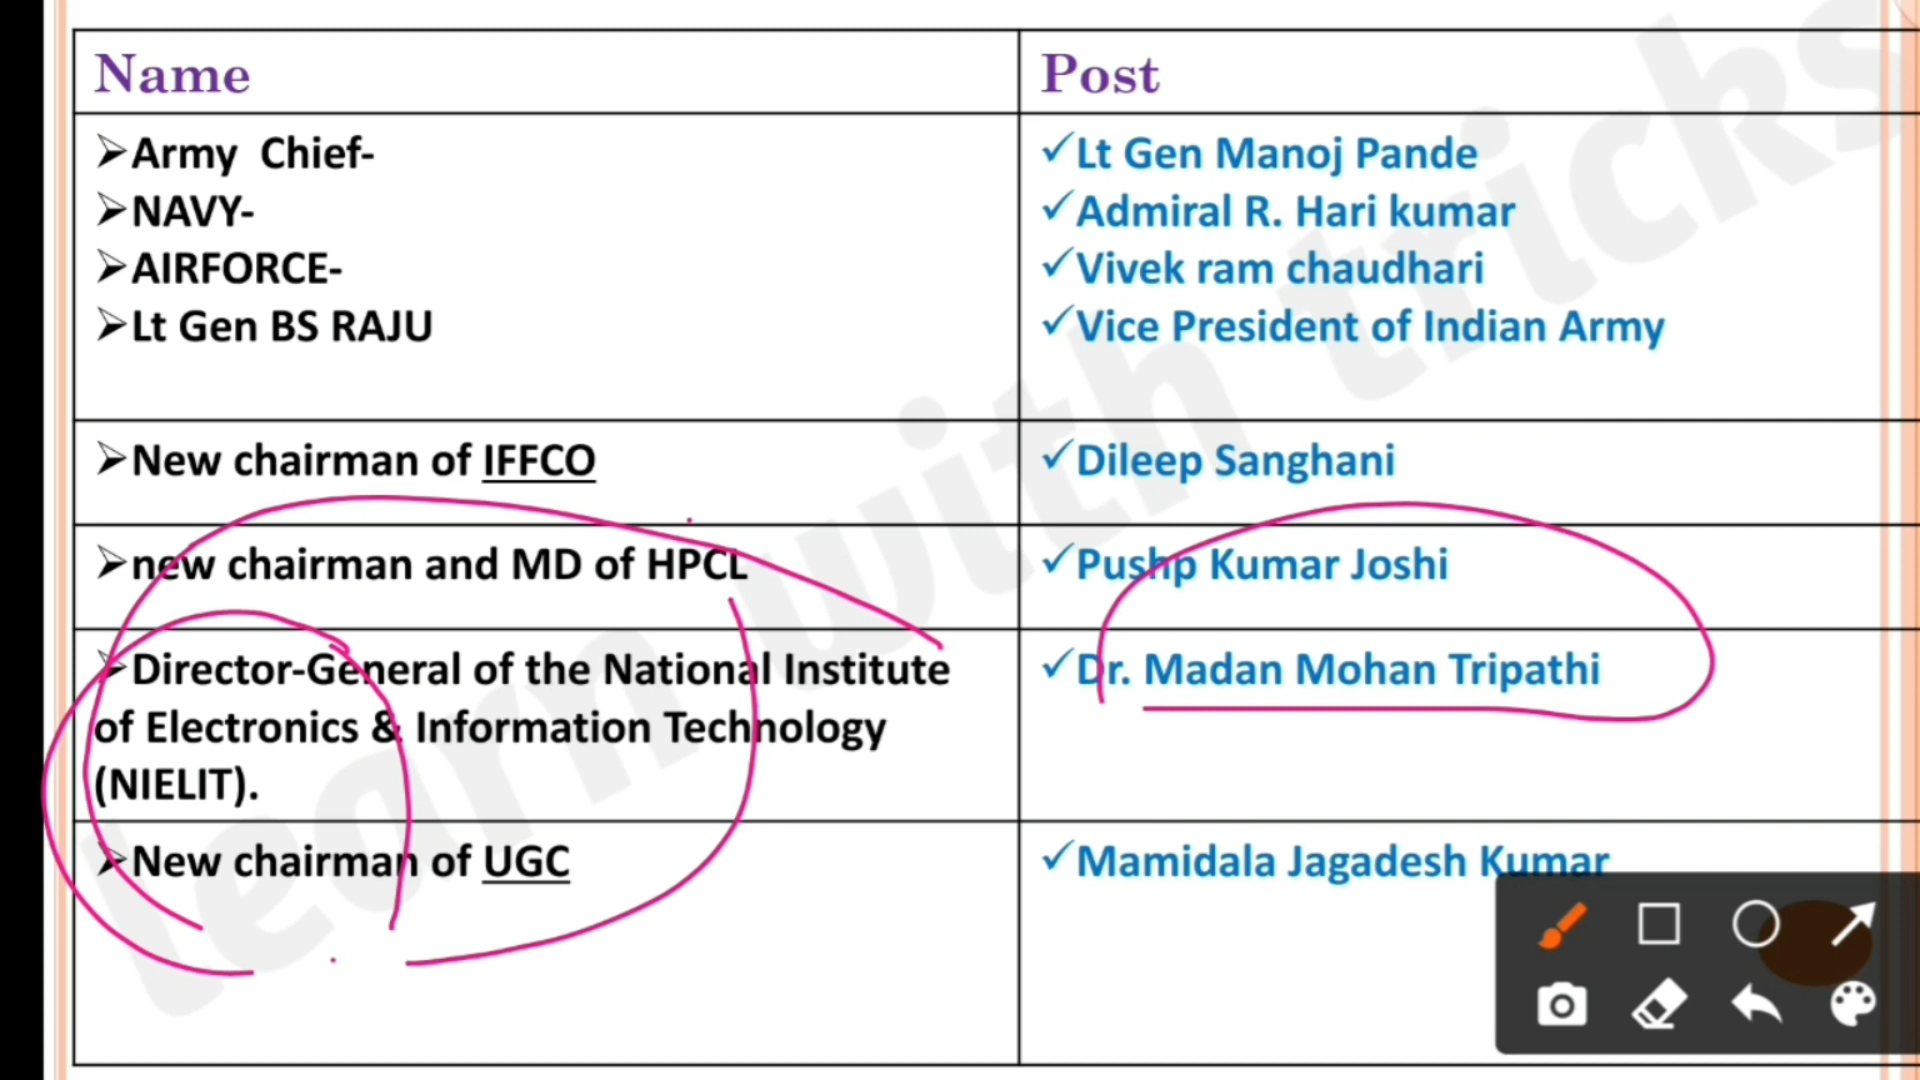 Name
Post
➢Army Chief-
➢NAVY-
➢AIRFORCE-
➢Lt Gen BS RAJU
✓Lt Gen Manoj Pande
✓Admiral R. Hari kumar
✓Vivek ram chaudhari
✓Vice President of Indian Army
➢New chairman of IFFCO
✓Dileep Sanghani
➢new chairman and MD of HPCL
✓Pushp Kumar Joshi
➢Director-General of the National Institute
of Electronics & Information Technology
(NIELIT).
✓Dr. Madan Mohan Tripathi
➢New chairman of UGC
✓Mamidala Jagadesh Kumar
learn with tricks